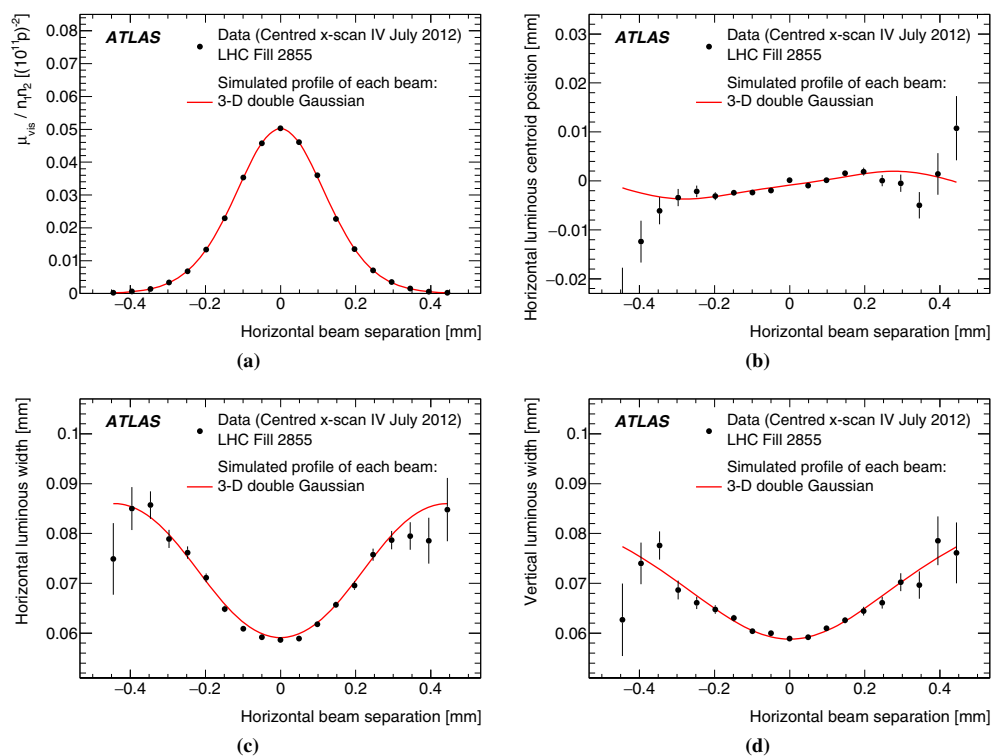 ATLAS
Data (Centred x-scan IV July 2012)
LHC Fill 2855
Simulated profile of each beam:
3-D double Gaussian
μvis / n1n2 [(10^11p)^-2]
0.08
0.07
0.06
0.05
0.04
0.03
0.02
0.01
0
−0.4 −0.2 0 0.2 0.4
Horizontal beam separation [mm]
(a)
ATLAS
Data (Centred x-scan IV July 2012)
LHC Fill 2855
Simulated profile of each beam:
3-D double Gaussian
Horizontal luminous centroid position [mm]
0.03
0.02
0.01
0
−0.01
−0.02
−0.4 −0.2 0 0.2 0.4
Horizontal beam separation [mm]
(b)
ATLAS
Data (Centred x-scan IV July 2012)
LHC Fill 2855
Simulated profile of each beam:
3-D double Gaussian
Horizontal luminous width [mm]
0.1
0.09
0.08
0.07
0.06
−0.4 −0.2 0 0.2 0.4
Horizontal beam separation [mm]
(c)
ATLAS
Data (Centred x-scan IV July 2012)
LHC Fill 2855
Simulated profile of each beam:
3-D double Gaussian
Vertical luminous width [mm]
0.1
0.09
0.08
0.07
0.06
−0.4 −0.2 0 0.2 0.4
Horizontal beam separation [mm]
(d)